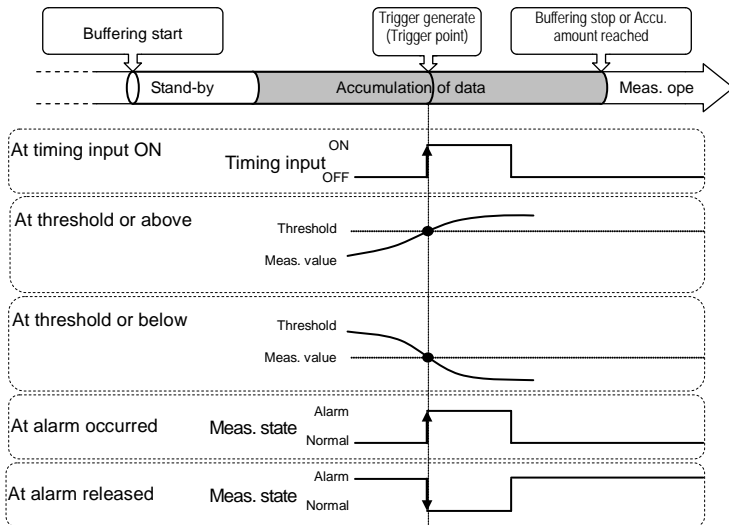 Buffering start
Trigger generate
(Trigger point)
Buffering stop or Accu.
amount reached
Stand-by
Accumulation of data
Meas. ope
At timing input ON
Timing input
ON
OFF
At threshold or above
Threshold
Meas. value
At threshold or below
Threshold
Meas. value
At alarm occurred
Meas. state
Alarm
Normal
At alarm released
Meas. state
Alarm
Normal